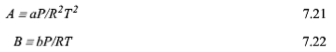 A = aP/R²T² 7.21
B = bP/RT 7.22